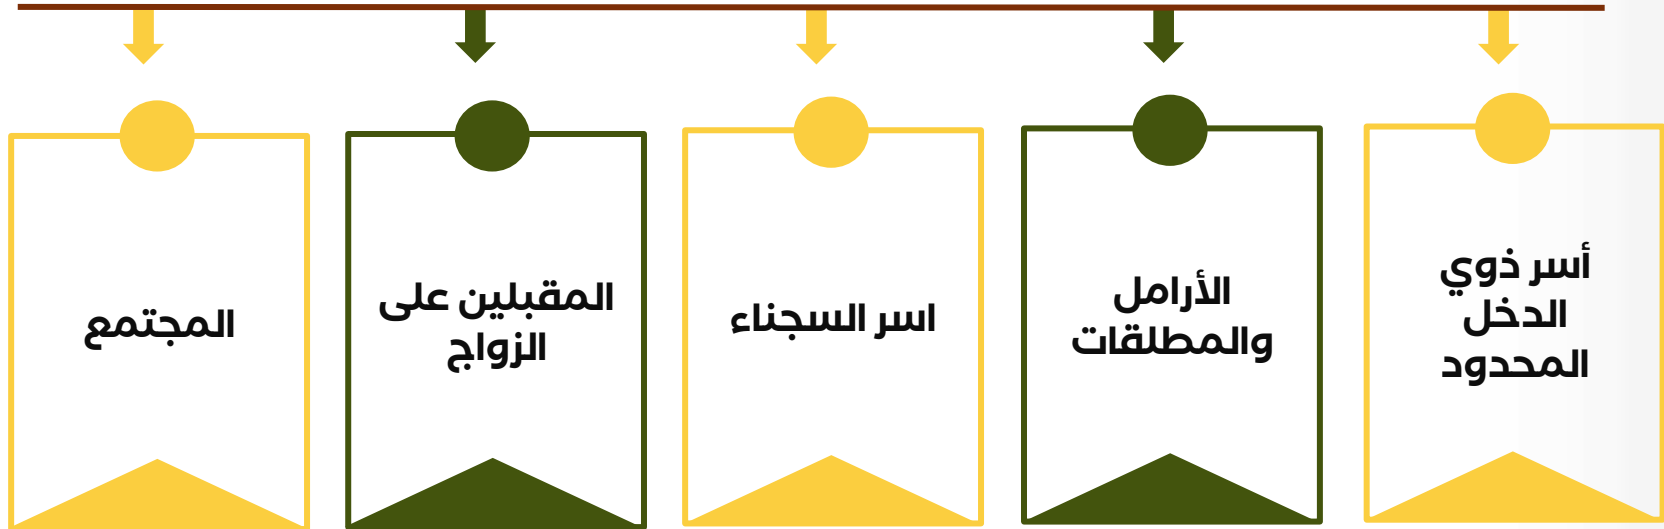 أسر ذوي
الدخل
المحدود
الأرامل
والمطلقات
اسر السجناء
المقبلين على
الزواج
المجتمع